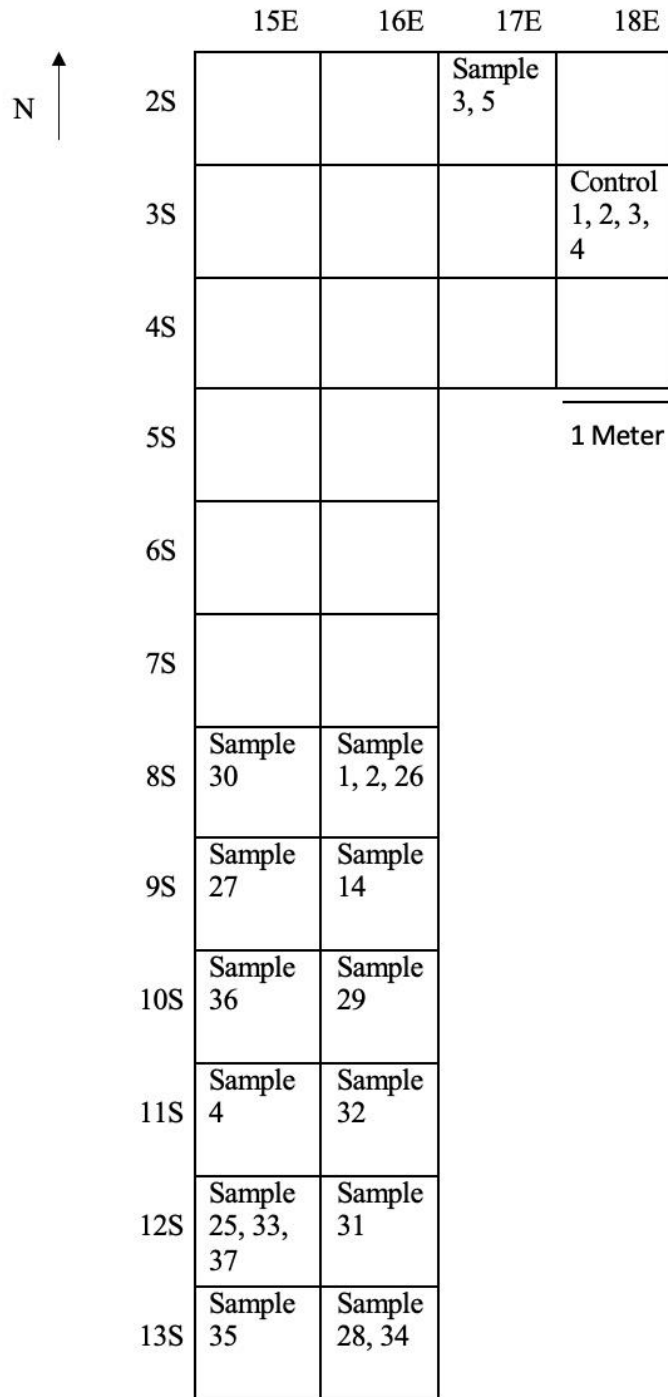 15E 16E 17E 18E
N
2S
Sample
3, 5
3S
Control
1, 2, 3,
4
4S
5S
1 Meter
6S
7S
8S
Sample
30
Sample
1, 2, 26
9S
Sample
27
Sample
14
10S
Sample
36
Sample
29
11S
Sample
4
Sample
32
12S
Sample
25, 33,
37
Sample
31
13S
Sample
35
Sample
28, 34